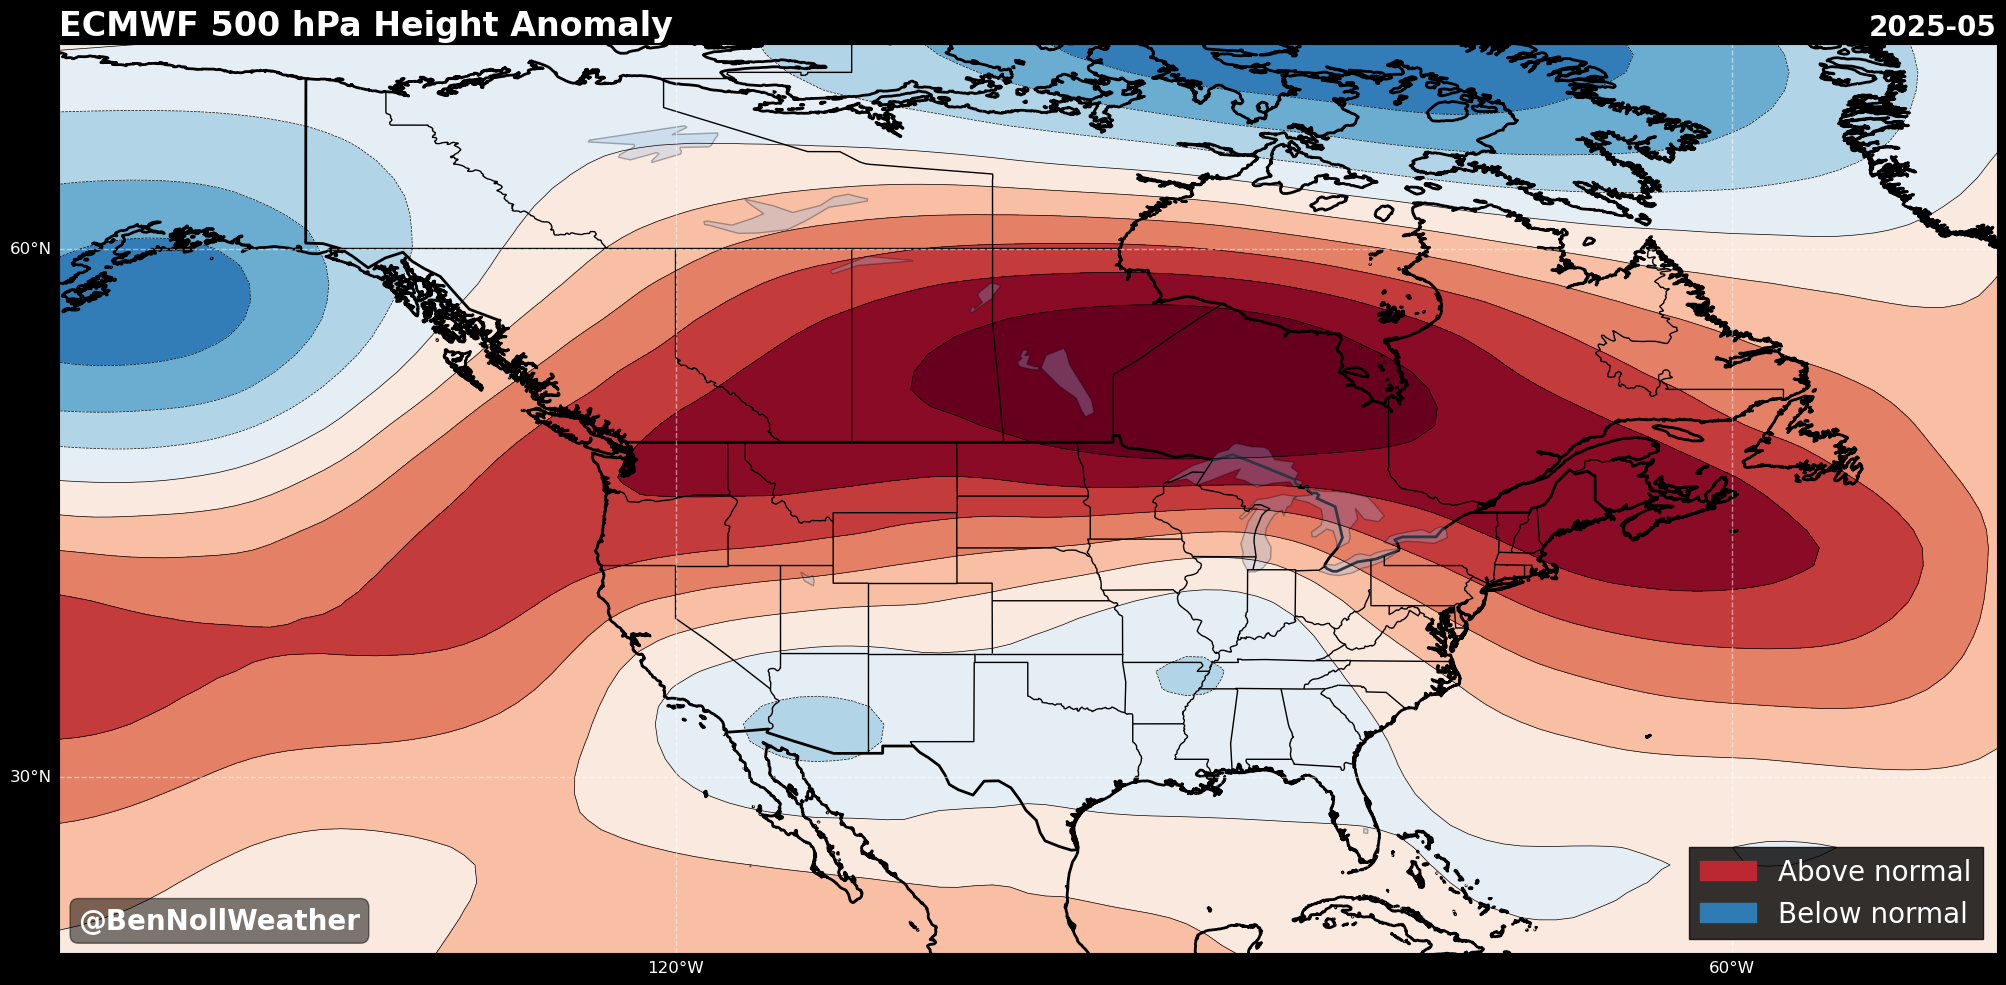 ECMWF 500 hPa Height Anomaly
2025-05
60°N
30°N
Above normal
Below normal
@BenNollWeather
120°W
60°W